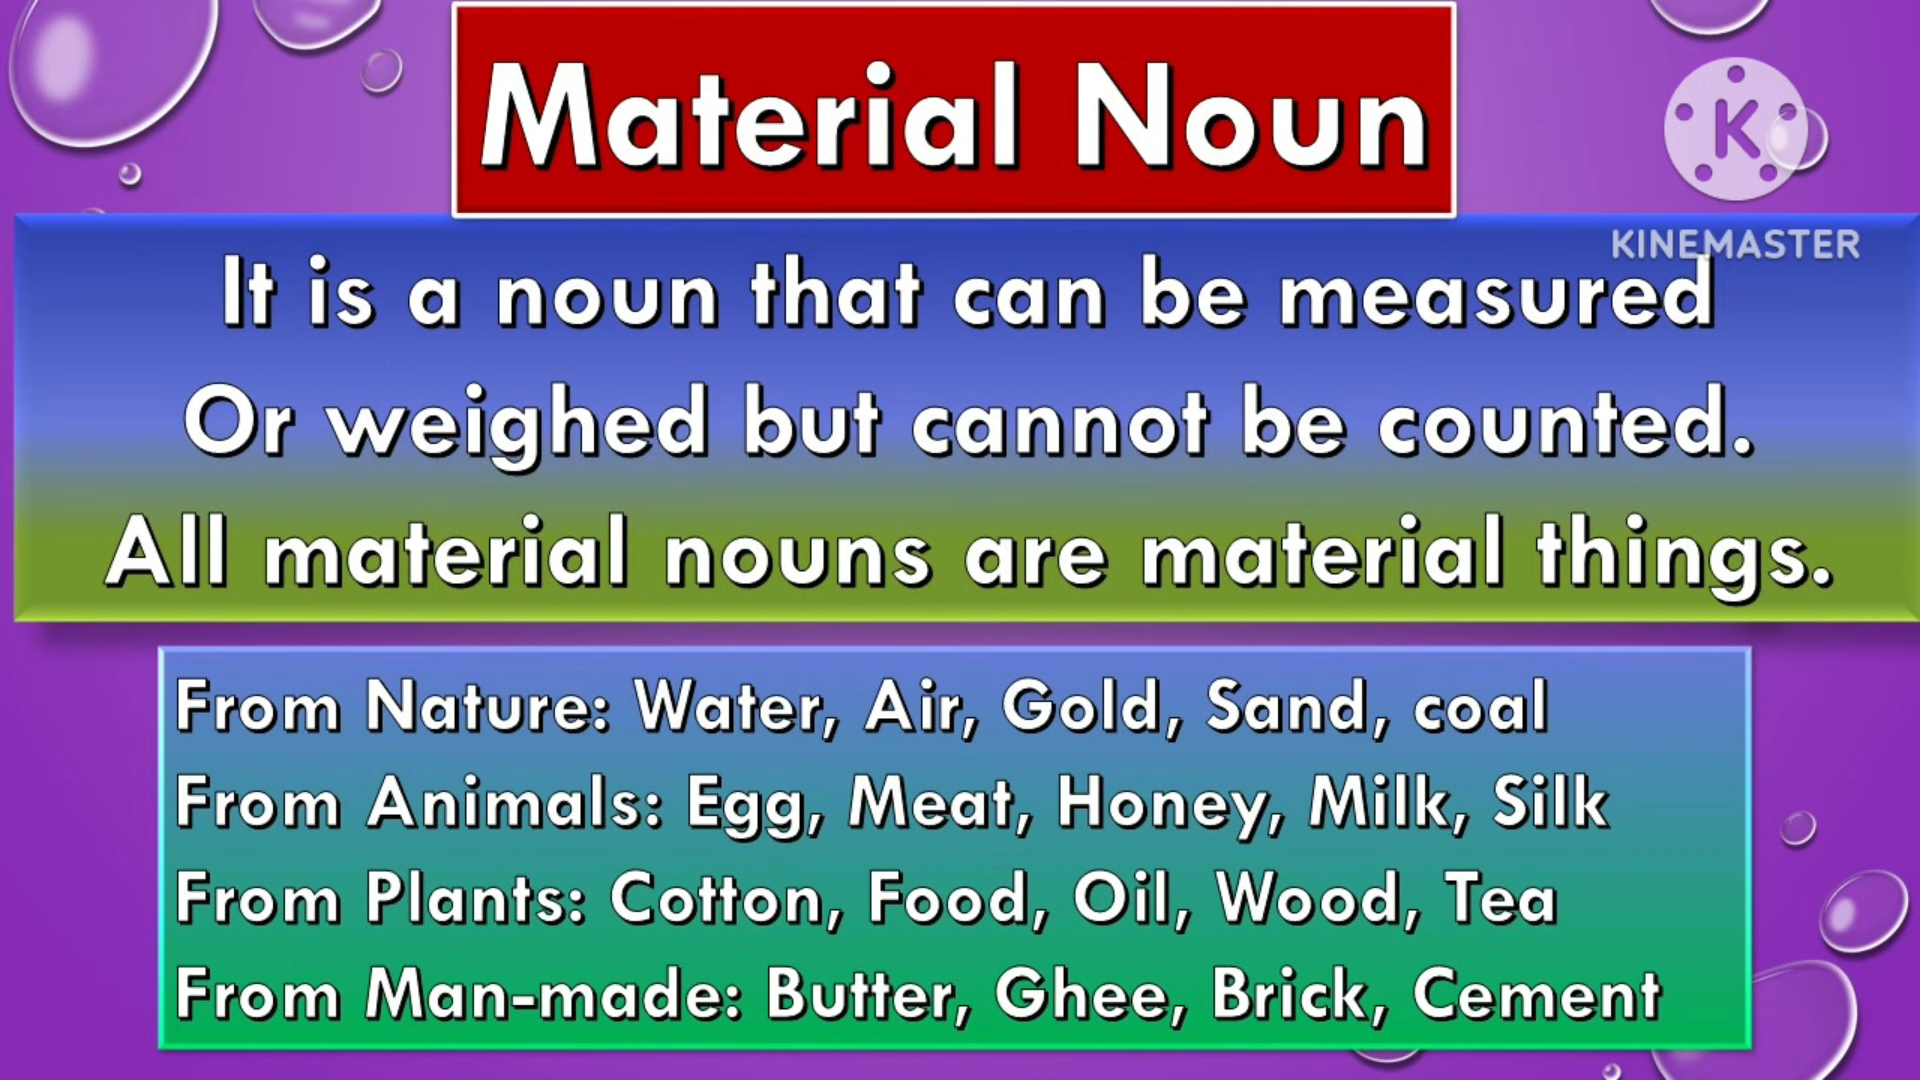 Material Noun
K
KINEMASTER
It is a noun that can be measured
Or weighed but cannot be counted.
All material nouns are material things.
From Nature: Water, Air, Gold, Sand, coal
From Animals: Egg, Meat, Honey, Milk, Silk
From Plants: Cotton, Food, Oil, Wood, Tea
From Man-made: Butter, Ghee, Brick, Cement